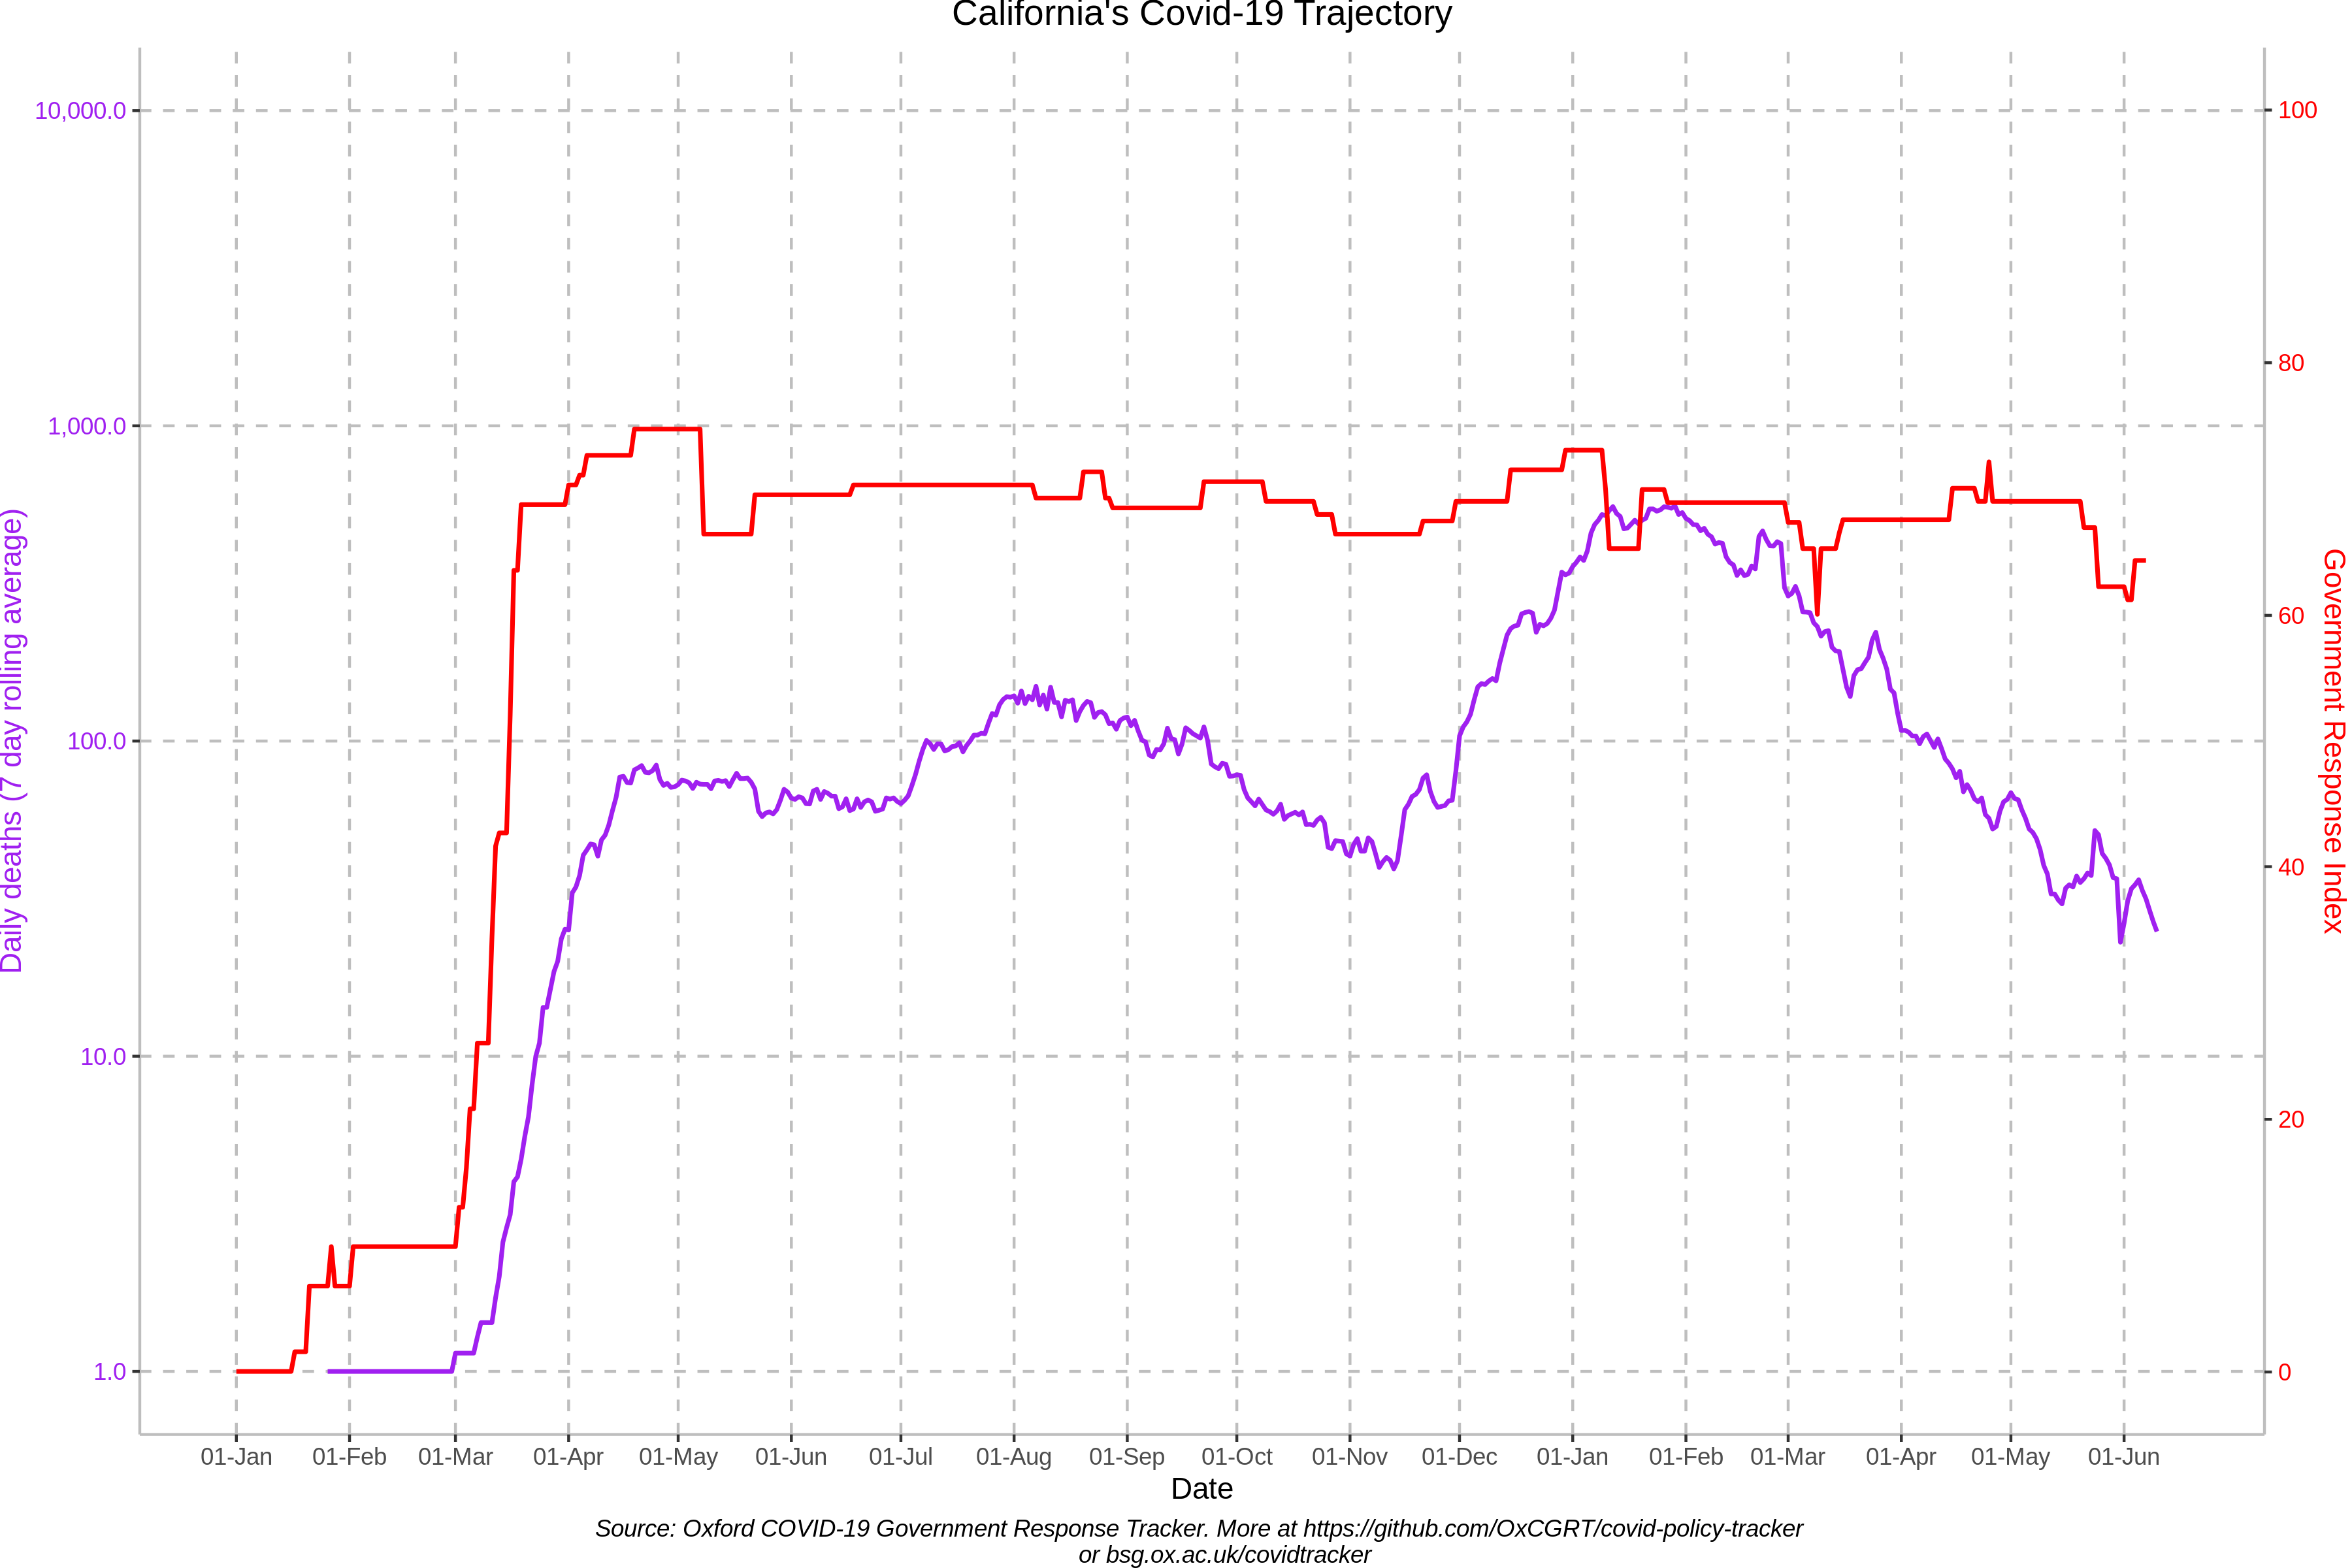 California's Covid-19 Trajectory
10,000.0
1,000.0
100.0
10.0
1.0
Daily deaths (7 day rolling average)
100
80
60
40
20
0
Government Response Index
01-Jan 01-Feb 01-Mar 01-Apr 01-May 01-Jun 01-Jul 01-Aug 01-Sep 01-Oct 01-Nov 01-Dec 01-Jan 01-Feb 01-Mar 01-Apr 01-May 01-Jun
Date
Source: Oxford COVID-19 Government Response Tracker. More at https://github.com/OxCGRT/covid-policy-tracker
or bsg.ox.ac.uk/covidtracker